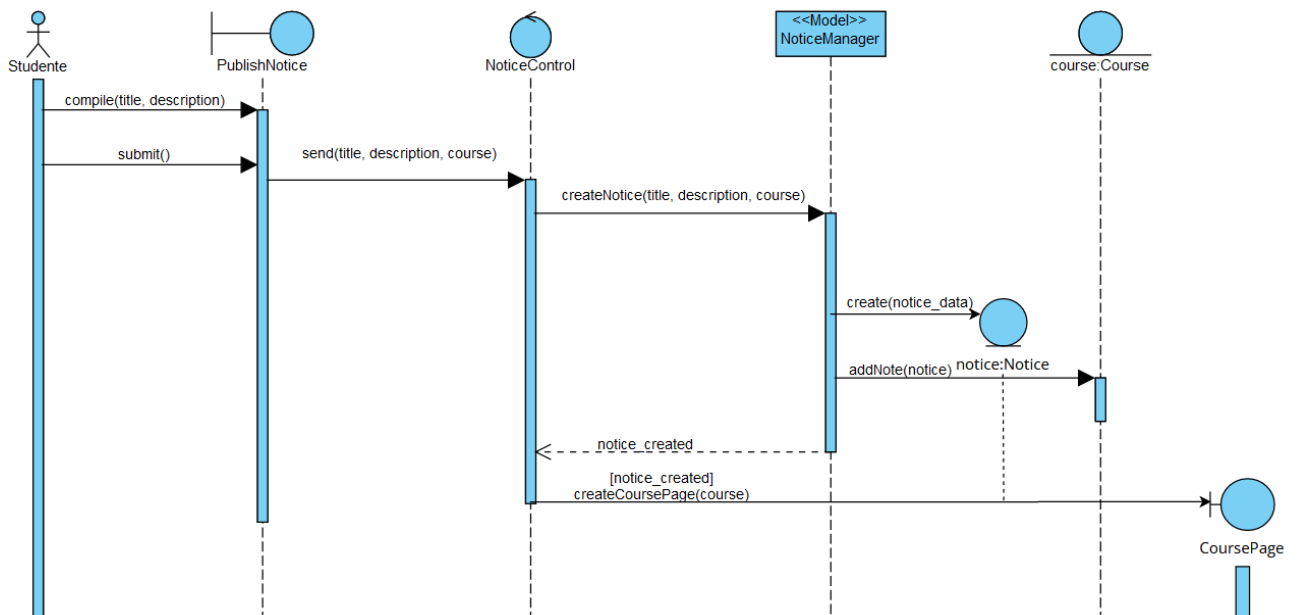 <<Model>>
NoticeManager
Studente
PublishNotice
NoticeControl
course:Course
compile(title, description)
submit()
send(title, description, course)
createNotice(title, description, course)
create(notice_data)
notice:Notice
addNote(notice)
notice_created
[notice_created]
createCoursePage(course)
CoursePage